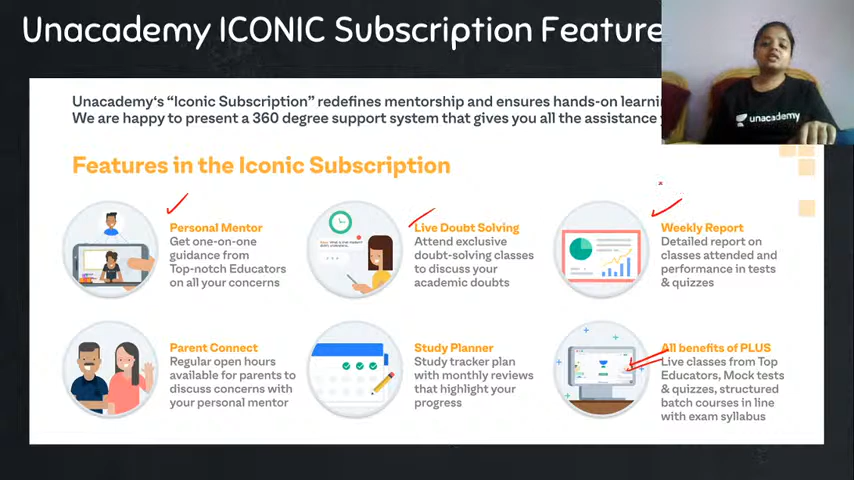 Unacademy ICONIC Subscription Feature
unacademy
Unacademy's "Iconic Subscription" redefines mentorship and ensures hands-on learni
We are happy to present a 360 degree support system that gives you all the assistance
Features in the Iconic Subscription
Personal Mentor
Get one-on-one
guidance from
Top-notch Educators
on all your concerns
Live Doubt Solving
Attend exclusive
doubt-solving classes
to discuss your
academic doubts
Weekly Report
Detailed report on
classes attended and
performance in tests
& quizzes
Parent Connect
Regular open hours
available for parents to
discuss concerns with
your personal mentor
Study Planner
Study tracker plan
with monthly reviews
that highlight your
progress
All benefits of PLUS
Live classes from Top
Educators, Mock tests
& quizzes, structured
batch courses in line
with exam syllabus